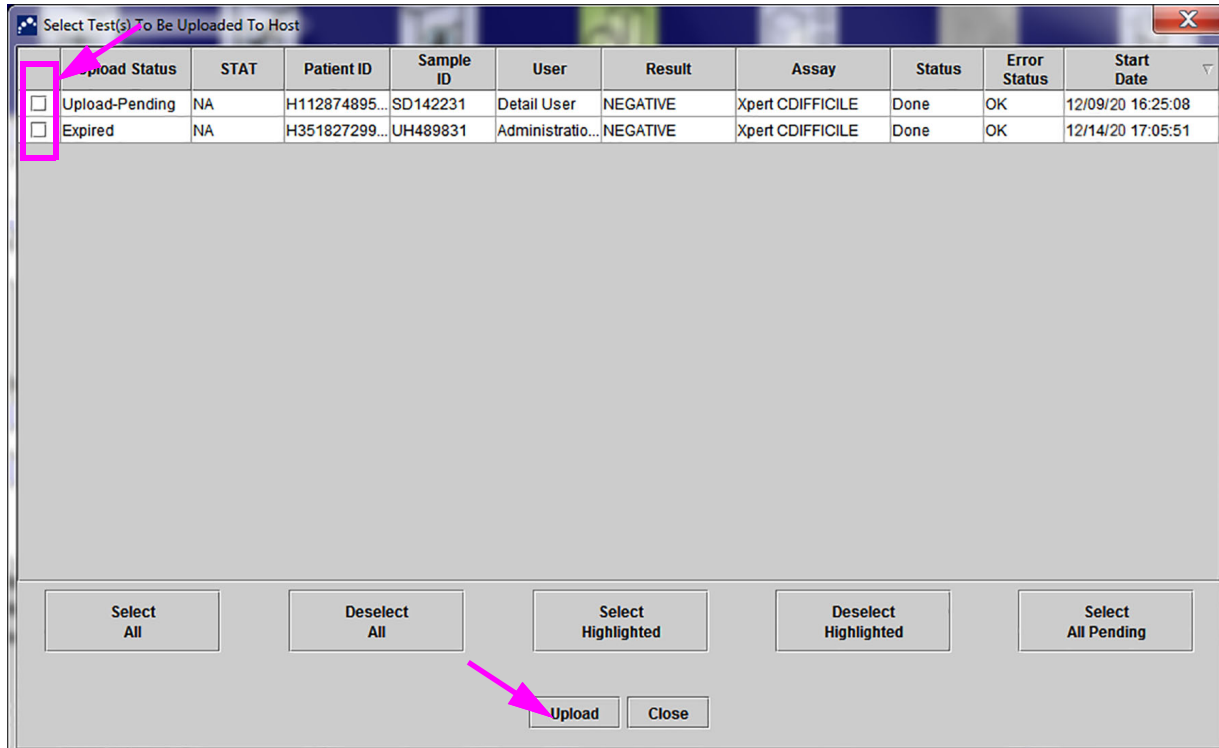 Select Test(s) To Be Uploaded To Host
Upload Status STAT Patient ID Sample ID User Result Assay Status Error Status Start Date
Upload-Pending NA H112874895... SD142231 Detail User NEGATIVE Xpert CDIFFICILE Done OK 12/09/20 16:25:08
Expired NA H351827299... UH489831 Administratio... NEGATIVE Xpert CDIFFICILE Done OK 12/14/20 17:05:51
Select All Deselect All Select Highlighted Deselect Highlighted Select All Pending
Upload Close